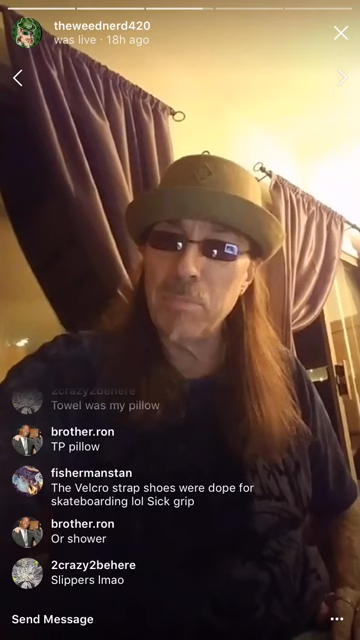 theweednerd420
was live · 18h ago
2crazy2behere
Towel was my pillow
brother.ron
TP pillow
fishermanstan
The Velcro strap shoes were dope for
skateboarding lol Sick grip
brother.ron
Or shower
2crazy2behere
Slippers lmao
Send Message